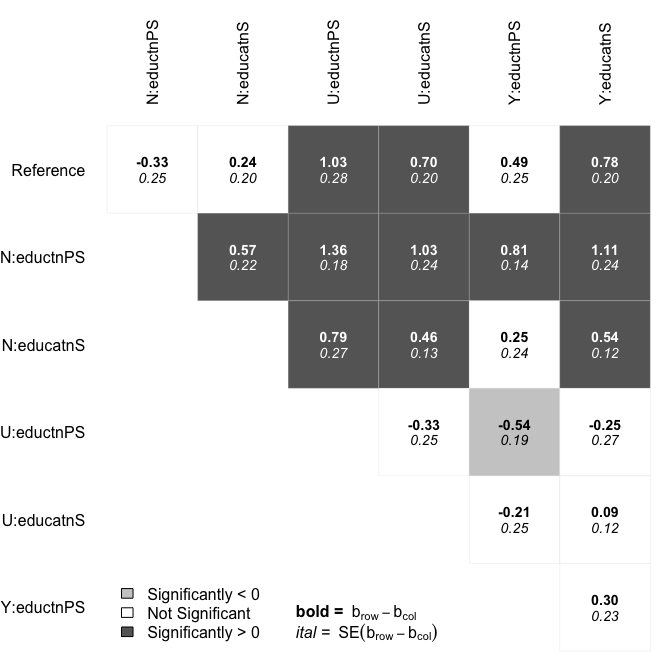 N:eductnPS
N:educatnS
U:eductnPS
U:educatnS
Y:eductnPS
Y:educatnS
Reference
-0.33 0.24 1.03 0.70 0.49 0.78
0.25 0.20 0.28 0.20 0.25 0.20
N:eductnPS
0.57 1.36 1.03 0.81 1.11
0.22 0.18 0.24 0.14 0.24
N:educatnS
0.79 0.46 0.25 0.54
0.27 0.13 0.24 0.12
U:eductnPS
-0.33 -0.54 -0.25
0.25 0.19 0.27
U:educatnS
-0.21 0.09
0.25 0.12
Y:eductnPS
0.30
0.23
Significantly < 0
Not Significant
Significantly > 0
bold = b_row − b_col
ital = SE(b_row − b_col)